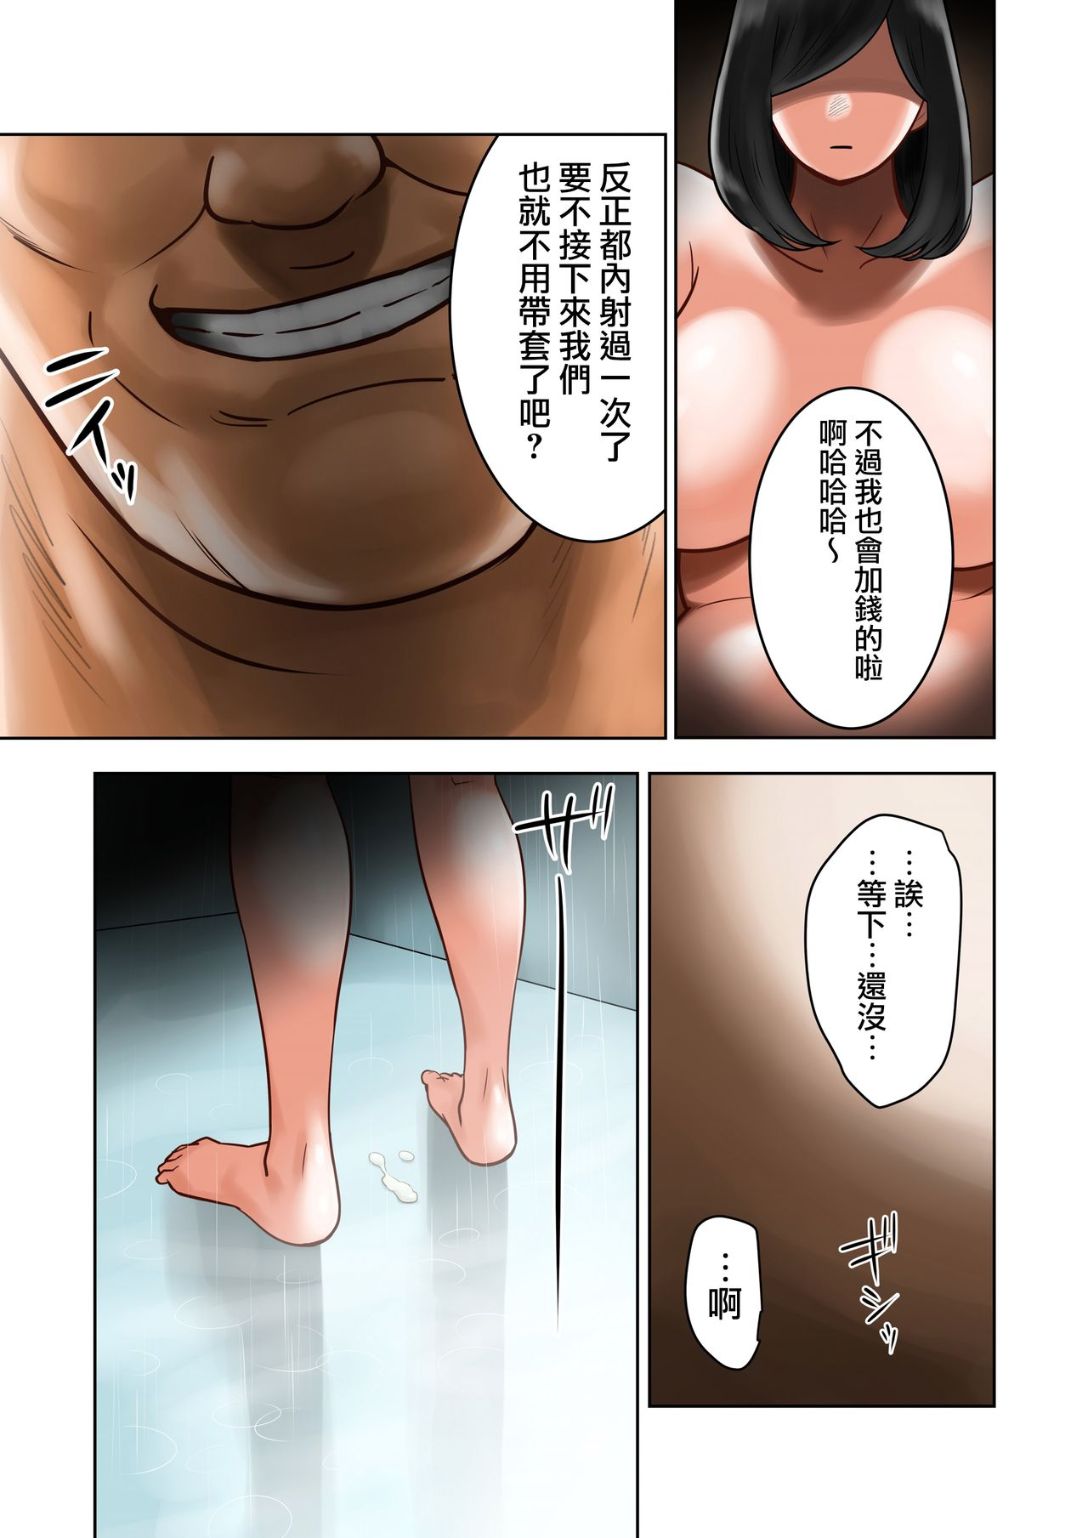 不過我也會加錢的啦
啊哈哈哈～
反正都內射過一次了
要不接下來我們
也就不用帶套了吧?
ニィッ
…誒…
…等下…還沒…
ギシッ
…啊
ザー